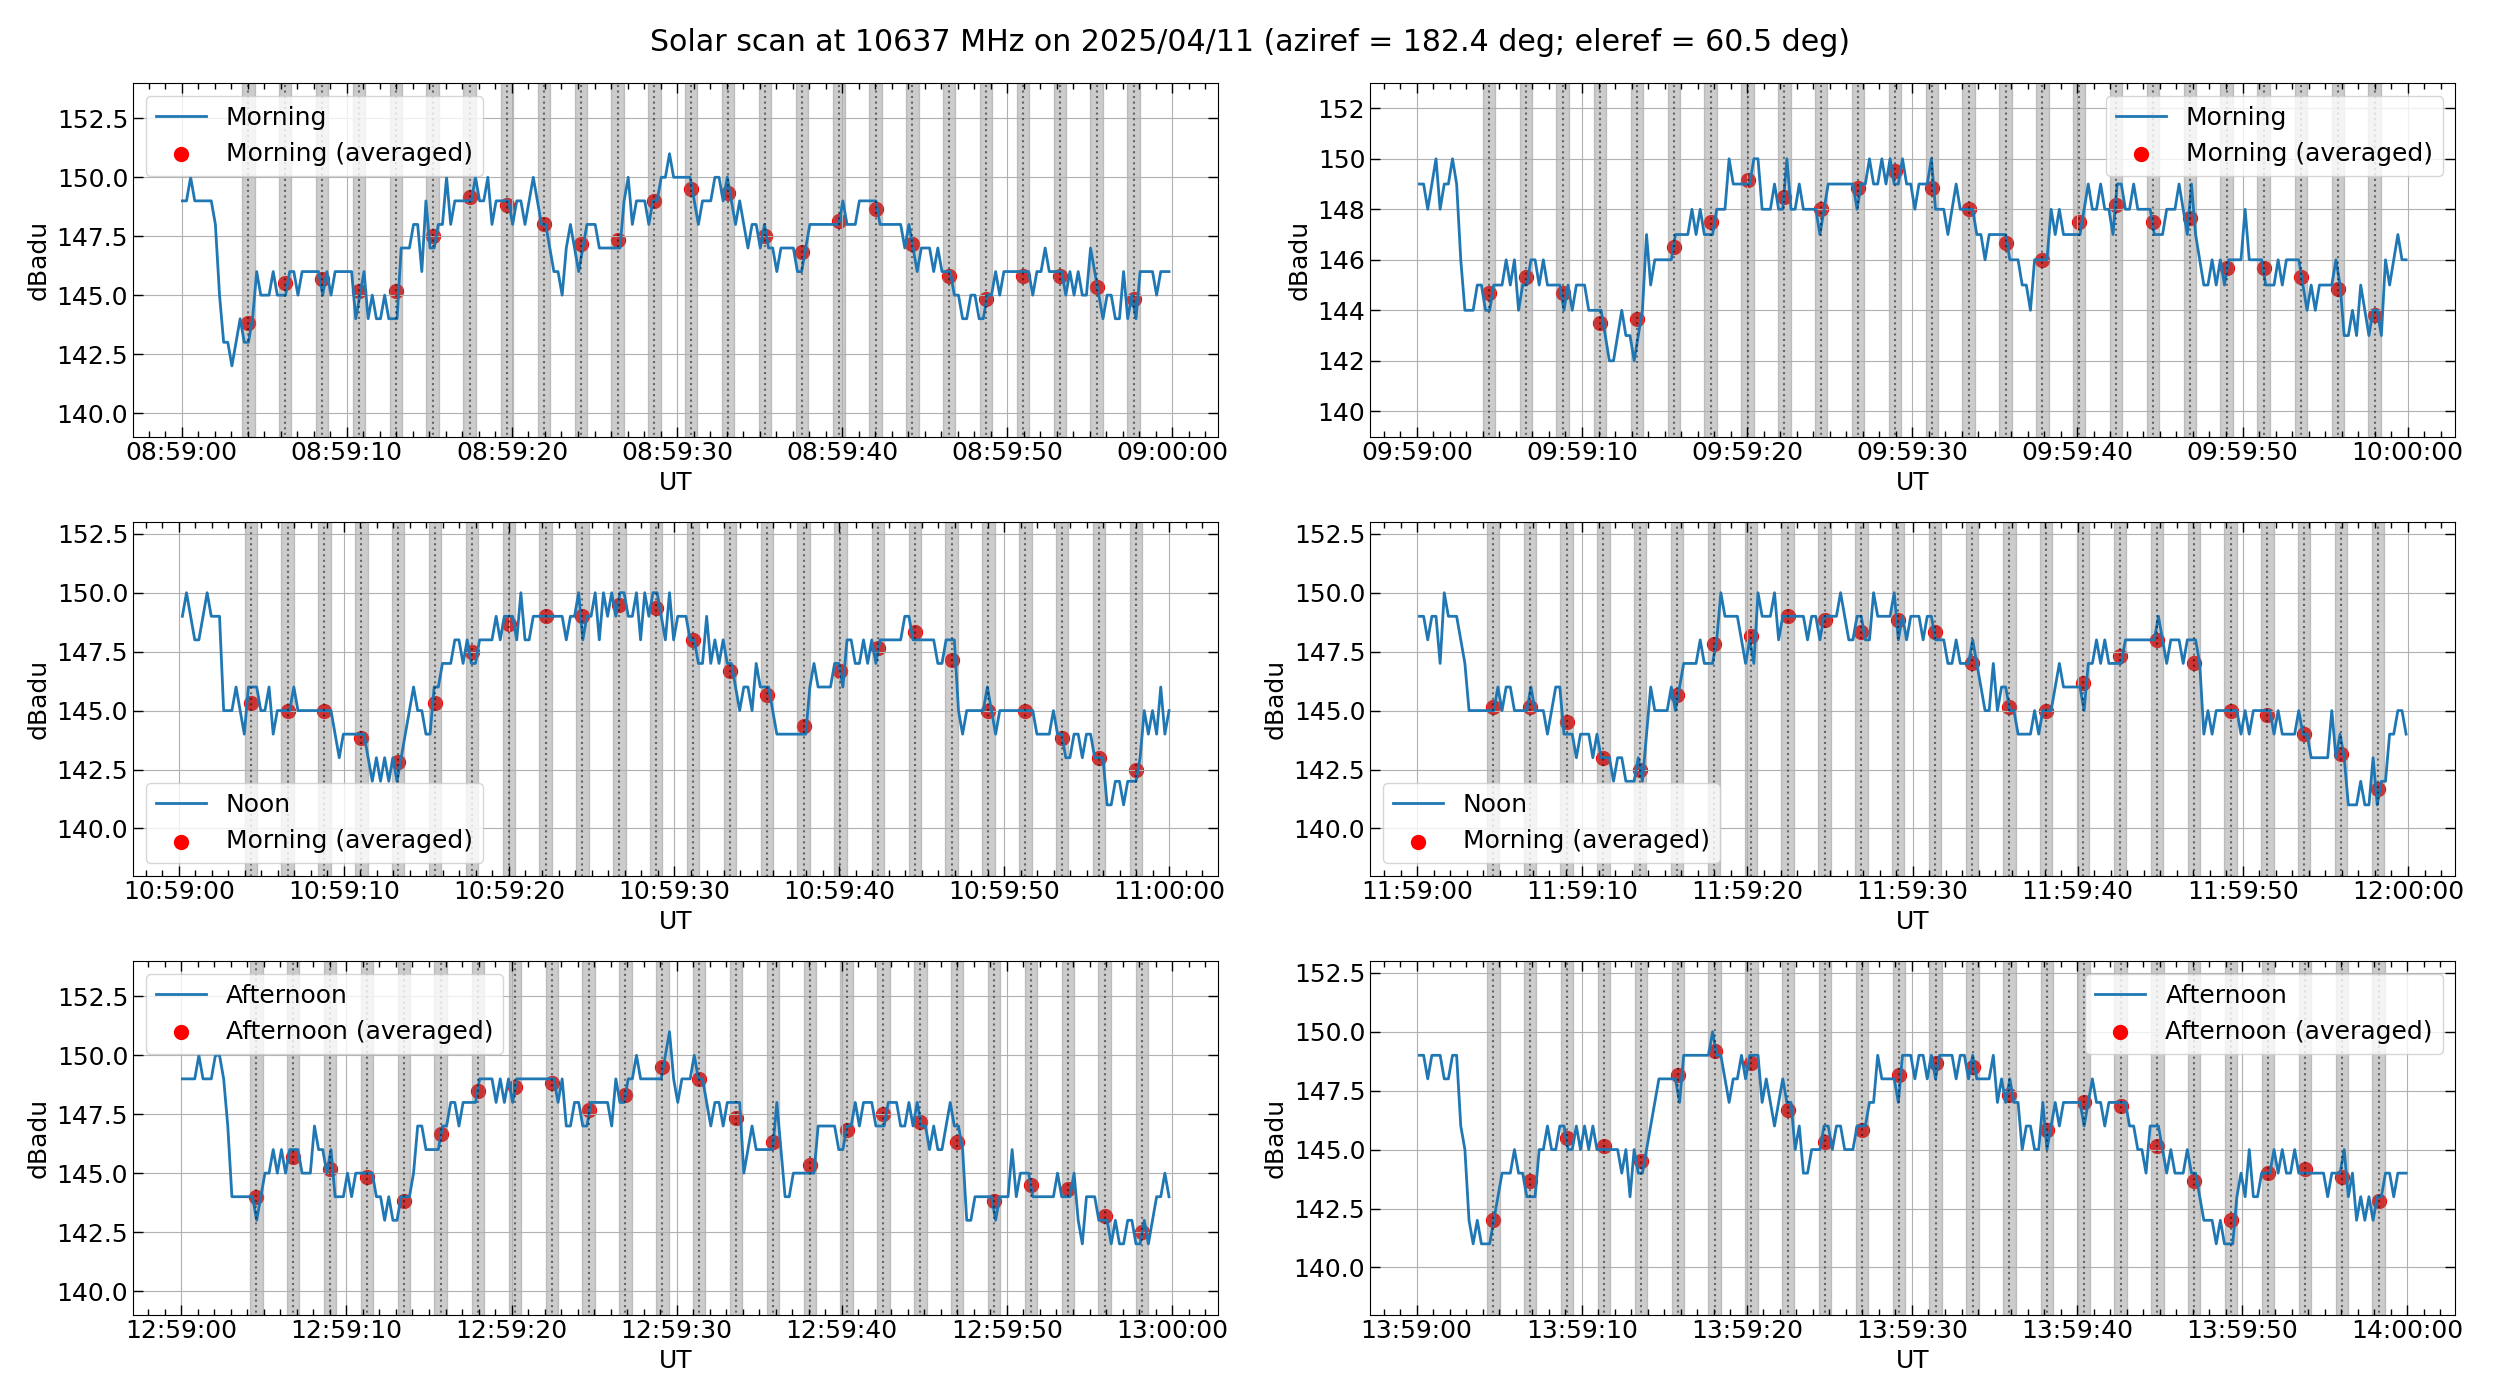 Solar scan at 10637 MHz on 2025/04/11 (aziref = 182.4 deg; eleref = 60.5 deg)
152.5
150.0
147.5
145.0
142.5
140.0
dBadu
Morning
Morning (averaged)
08:59:00 08:59:10 08:59:20 08:59:30 08:59:40 08:59:50 09:00:00
UT
152
150
148
146
144
142
140
dBadu
Morning
Morning (averaged)
09:59:00 09:59:10 09:59:20 09:59:30 09:59:40 09:59:50 10:00:00
UT
152.5
150.0
147.5
145.0
142.5
140.0
dBadu
Noon
Morning (averaged)
10:59:00 10:59:10 10:59:20 10:59:30 10:59:40 10:59:50 11:00:00
UT
152.5
150.0
147.5
145.0
142.5
140.0
dBadu
Noon
Morning (averaged)
11:59:00 11:59:10 11:59:20 11:59:30 11:59:40 11:59:50 12:00:00
UT
152.5
150.0
147.5
145.0
142.5
140.0
dBadu
Afternoon
Afternoon (averaged)
12:59:00 12:59:10 12:59:20 12:59:30 12:59:40 12:59:50 13:00:00
UT
152.5
150.0
147.5
145.0
142.5
140.0
dBadu
Afternoon
Afternoon (averaged)
13:59:00 13:59:10 13:59:20 13:59:30 13:59:40 13:59:50 14:00:00
UT